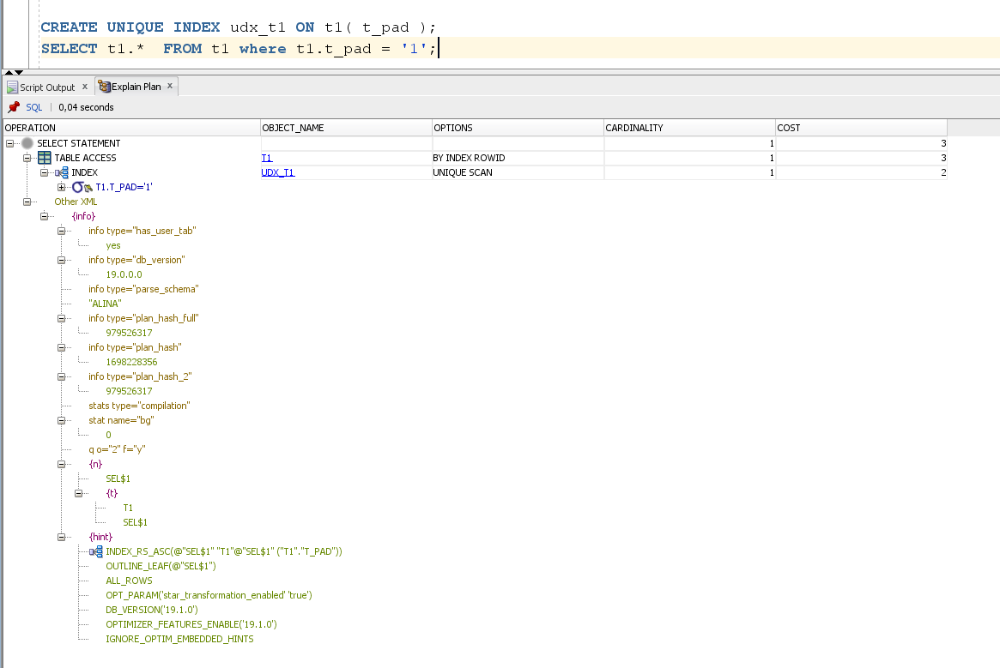 CREATE UNIQUE INDEX udx_t1 ON t1( t_pad );
SELECT t1.*  FROM t1 where t1.t_pad = '1';
Script Output x Explain Plan x
SQL | 0,04 seconds
OPERATION OBJECT_NAME OPTIONS CARDINALITY COST
SELECT STATEMENT 1 3
TABLE ACCESS T1 BY INDEX ROWID 1 3
INDEX UDX_T1 UNIQUE SCAN 1 2
T1.T_PAD='1'
Other XML
{info}
info type="has_user_tab"
yes
info type="db_version"
19.0.0.0
info type="parse_schema"
"ALINA"
info type="plan_hash_full"
979526317
info type="plan_hash"
1698228356
info type="plan_hash_2"
979526317
stats type="compilation"
stat name="bg"
0
q o="2" f="y"
{n}
SEL$1
{t}
T1
SEL$1
{hint}
INDEX_RS_ASC(@"SEL$1" "T1"@"SEL$1" ("T1"."T_PAD"))
OUTLINE_LEAF(@"SEL$1")
ALL_ROWS
OPT_PARAM('star_transformation_enabled' 'true')
DB_VERSION('19.1.0')
OPTIMIZER_FEATURES_ENABLE('19.1.0')
IGNORE_OPTIM_EMBEDDED_HINTS